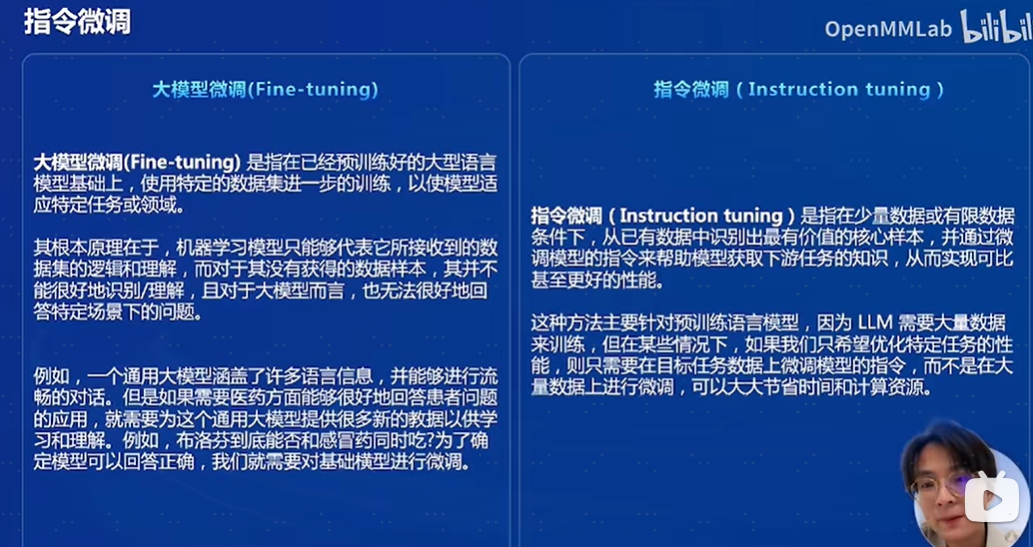 指令微调
OpenMMLab bilibil
大模型微调(Fine-tuning)
大模型微调(Fine-tuning) 是指在已经预训练好的大型语言
模型基础上，使用特定的数据集进一步的训练，以使模型适
应特定任务或领域。
其根本原理在于，机器学习模型只能够代表它所接收到的数
据集的逻辑和理解，而对于其没有获得的数据样本，其并不
能很好地识别/理解，且对于大模型而言，也无法很好地回
答特定场景下的问题。
例如，一个通用大模型涵盖了许多语言信息，并能够进行流
畅的对话。但是如果需要医药方面能够很好地回答患者问题
的应用，就需要为这个通用大模型提供很多新的教据以供学
习和理解。例如，布洛芬到底能否和感冒药同时吃?为了确
定模型可以回答正确，我们就需要对基础模型进行微调。
指令微调（Instruction tuning）
指令微调（Instruction tuning）是指在少量数据或有限数据
条件下，从已有数据中识别出最有价值的核心样本，并通过微
调模型的指令来帮助模型获取下游任务的知识，从而实现可比
甚至更好的性能。
这种方法主要针对预训练语言模型，因为 LLM 需要大量数据
来训练，但在某些情况下，如果我们只希望优化特定任务的性
能，则只需要在目标任务数据上微调模型的指令，而不是在大
量数据上进行微调，可以大大节省时间和计算资源。